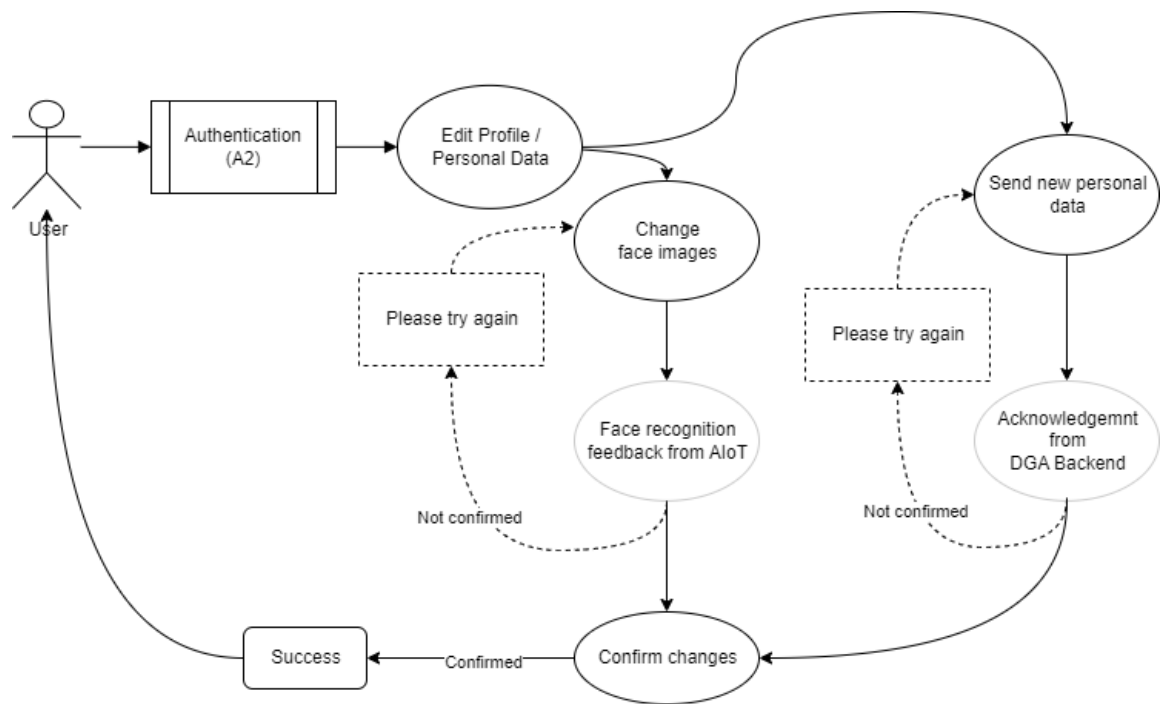 User
Authentication
(A2)
Edit Profile /
Personal Data
Change
face images
Please try again
Face recognition
feedback from AIoT
Not confirmed
Send new personal
data
Please try again
Acknowledgemnt
from
DGA Backend
Not confirmed
Confirm changes
Confirmed
Success